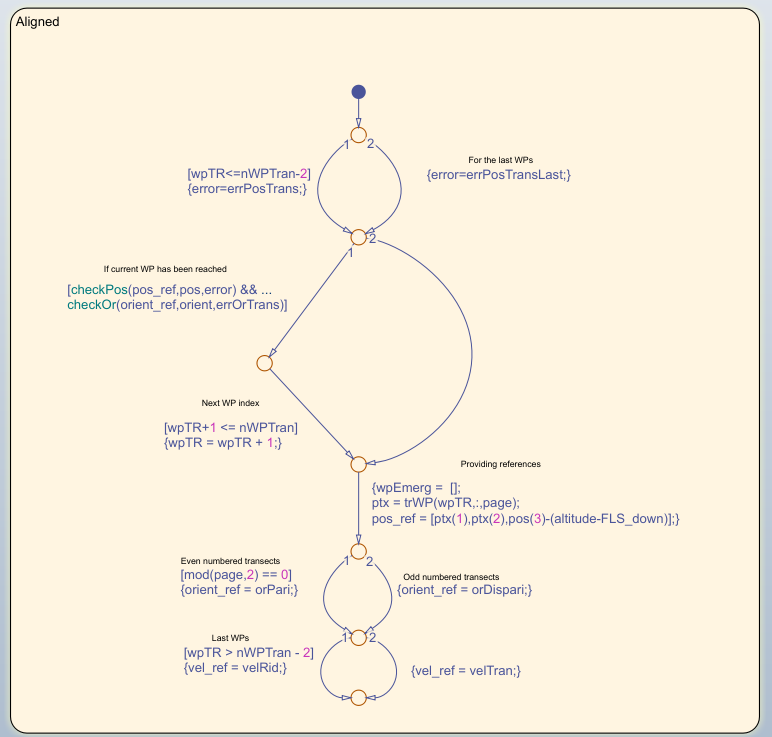 Aligned
1 2
For the last WPs
[wpTR<=nWPTran-2]
{error=errPosTrans;}
{error=errPosTransLast;}
2
1
If current WP has been reached
[checkPos(pos_ref,pos,error) && ...
checkOr(orient_ref,orient,errOrTrans)]
Next WP index
[wpTR+1 <= nWPTran]
{wpTR = wpTR + 1;}
Providing references
{wpEmerg =  [];
ptx = trWP(wpTR,:,page);
pos_ref = [ptx(1),ptx(2),pos(3)-(altitude-FLS_down)];}
1 2
Even numbered transects
[mod(page,2) == 0]
{orient_ref = orPari;}
Odd numbered transects
{orient_ref = orDispari;}
1 2
Last WPs
[wpTR > nWPTran - 2]
{vel_ref = velRid;}
{vel_ref = velTran;}